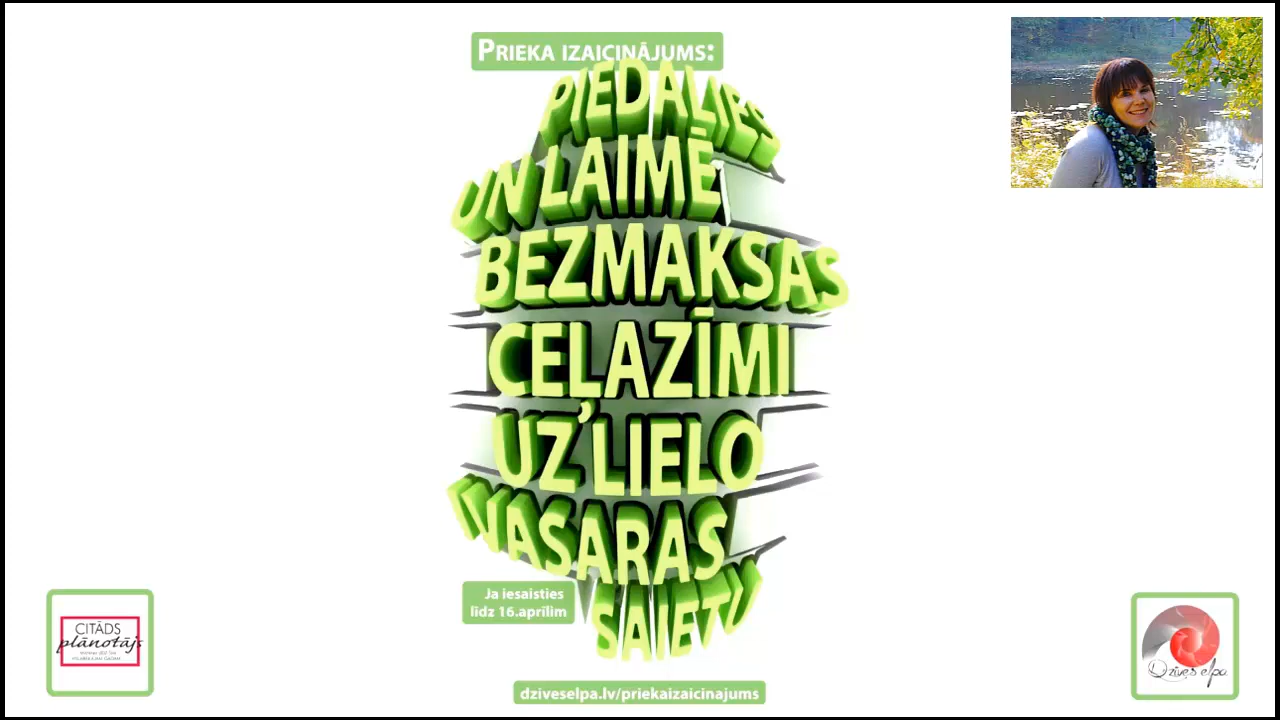 PRIEKA IZAICINĀJUMS:
PIEDALIES
UN LAIMĒ
BEZMAKSAS
CEĻAZĪMI
UZ LIELO
VASARAS
SAIETU
Ja iesaisties
līdz 16.aprīlim
dziveselpa.lv/priekaizaicinajums
CITĀDS
plānotājs
Dzīves elpa